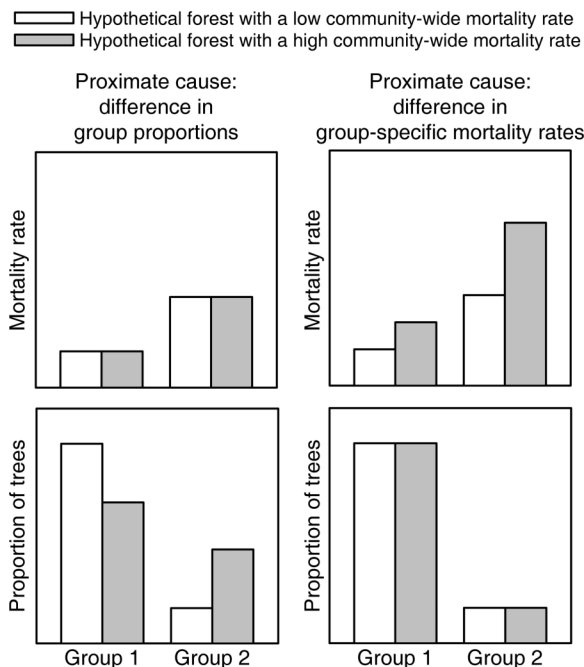 Hypothetical forest with a low community-wide mortality rate
Hypothetical forest with a high community-wide mortality rate
Proximate cause:
difference in
group proportions
Proximate cause:
difference in
group-specific mortality rates
Mortality rate
Mortality rate
Proportion of trees
Proportion of trees
Group 1
Group 2
Group 1
Group 2